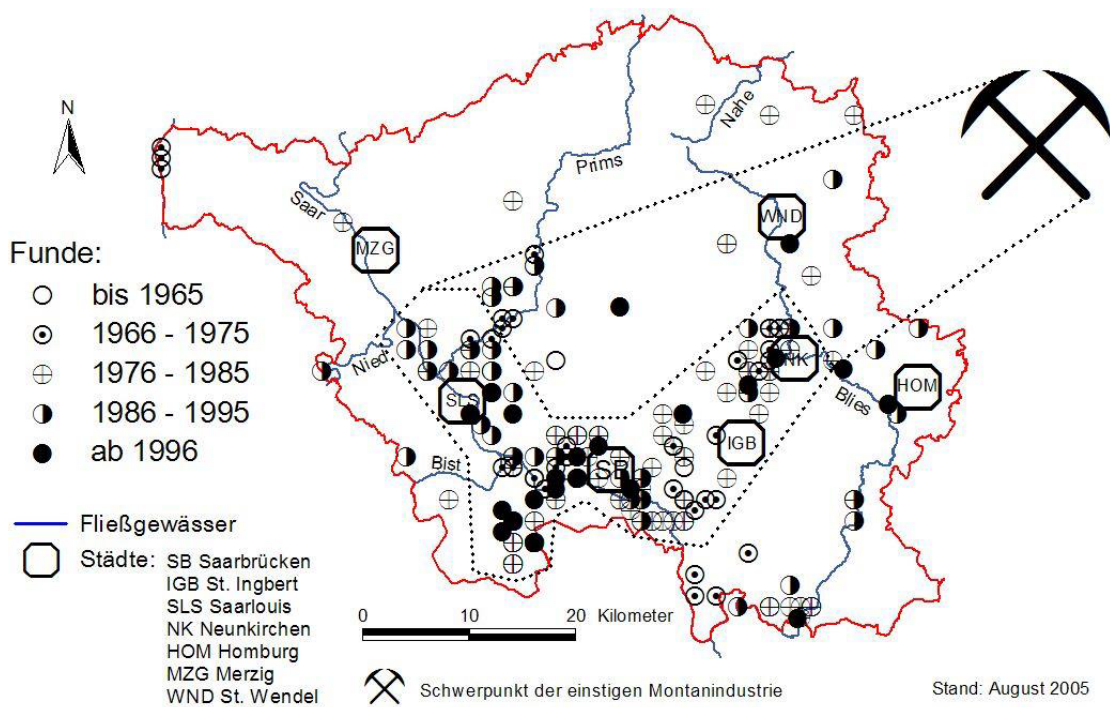 N
Nahe
Prims
Saar
WND
MZG
Funde:
bis 1965
1966 - 1975
1976 - 1985
1986 - 1995
ab 1996
Nied
NK
HOM
SLS
Blies
IGB
SB
Bist
Fließgewässer
Städte: SB Saarbrücken
IGB St. Ingbert
SLS Saarlouis
NK Neunkirchen
HOM Homburg
MZG Merzig
WND St. Wendel
0 10 20 Kilometer
Schwerpunkt der einstigen Montanindustrie
Stand: August 2005